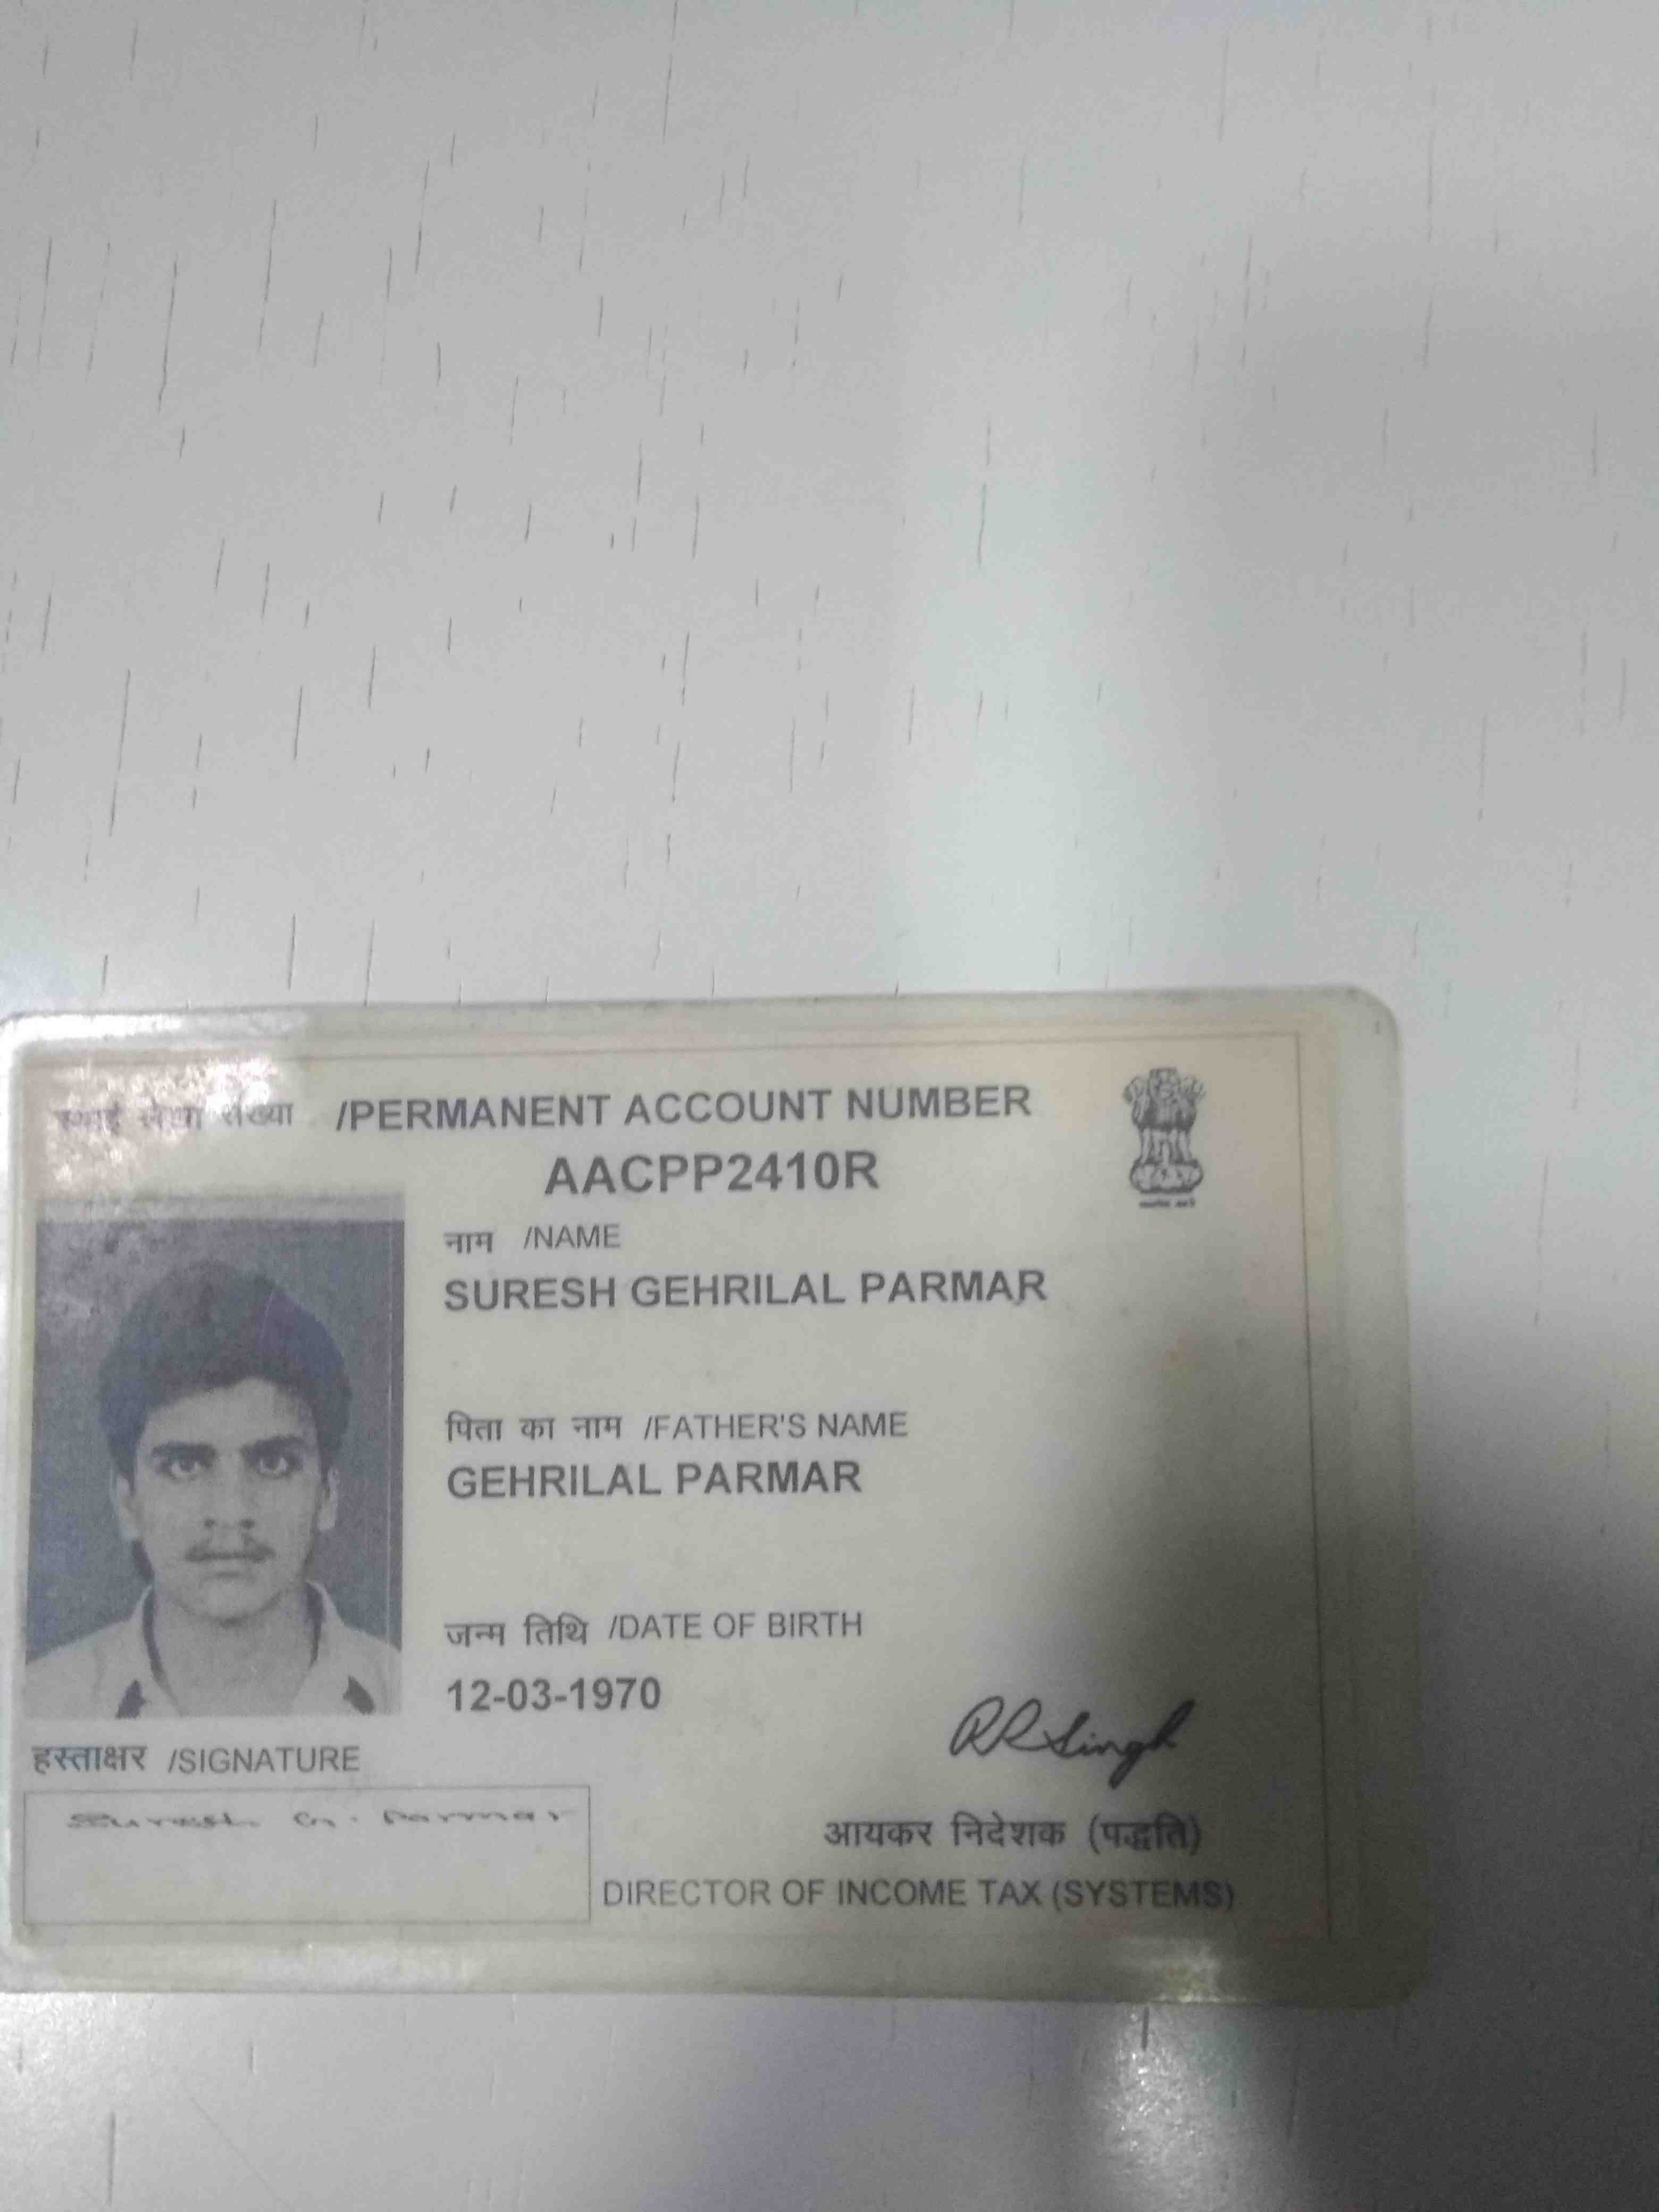 स्थाई लेखा संख्या /PERMANENT ACCOUNT NUMBER
AACPP2410R
नाम /NAME
SURESH GEHRILAL PARMAR
पिता का नाम /FATHER'S NAME
GEHRILAL PARMAR
जन्म तिथि /DATE OF BIRTH
12-03-1970
हस्ताक्षर /SIGNATURE
Suresh G. Parmar
RRSingh
आयकर निदेशक (पद्धति)
DIRECTOR OF INCOME TAX (SYSTEMS)